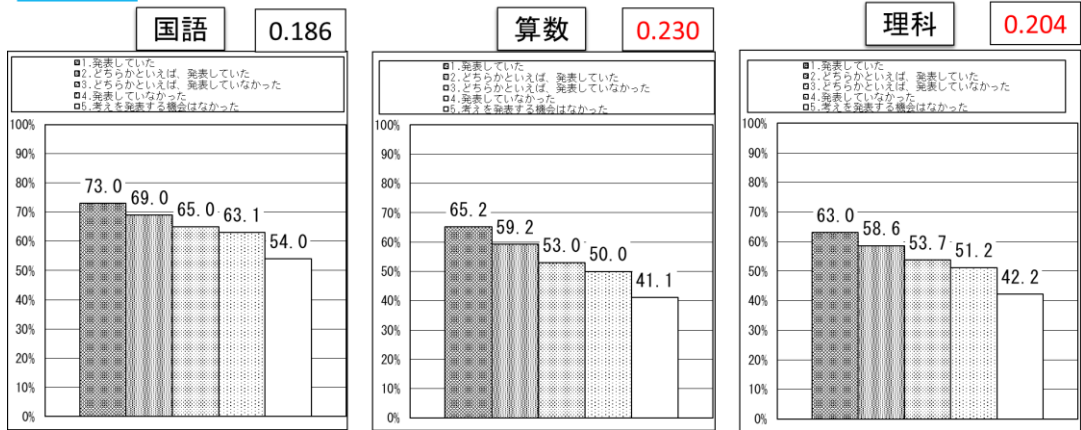 国語 0.186
■1.発表していた
■2.どちらかといえば、発表していた
□3.どちらかといえば、発表していなかった
□4.発表していなかった
□5.考えを発表する機会はなかった
100%
90%
80%
70%
60%
50%
40%
30%
20%
10%
0%
73.0
69.0
65.0
63.1
54.0
算数 0.230
■1.発表していた
□2.どちらかといえば、発表していた
□3.どちらかといえば、発表していなかった
□4.発表していなかった
□5.考えを発表する機会はなかった
100%
90%
80%
70%
60%
50%
40%
30%
20%
10%
0%
65.2
59.2
53.0
50.0
41.1
理科 0.204
■1.発表していた
■2.どちらかといえば、発表していた
□3.どちらかといえば、発表していなかった
□4.発表していなかった
□5.考えを発表する機会はなかった
100%
90%
80%
70%
60%
50%
40%
30%
20%
10%
0%
63.0
58.6
53.7
51.2
42.2